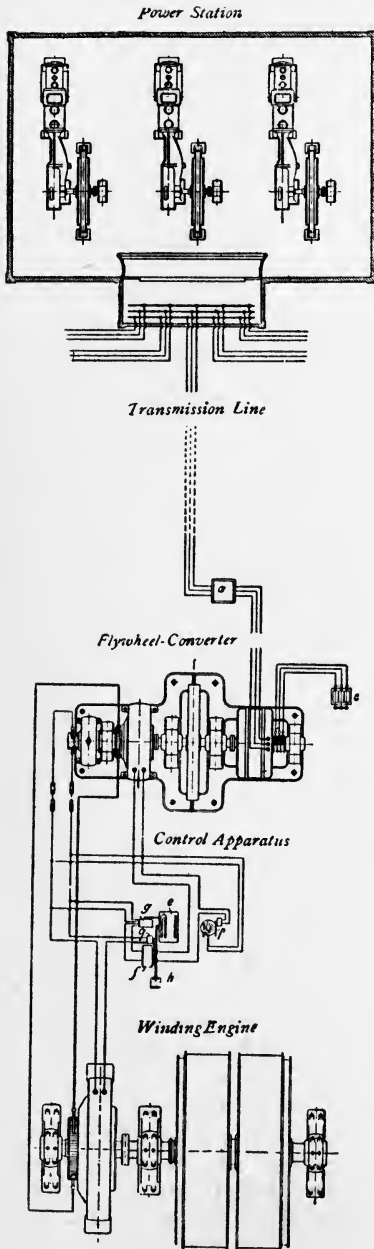 Power Station
Transmission Line
a
Flywheel-Converter
c
Control Apparatus
g
e
g
f
f
h
Winding Engine